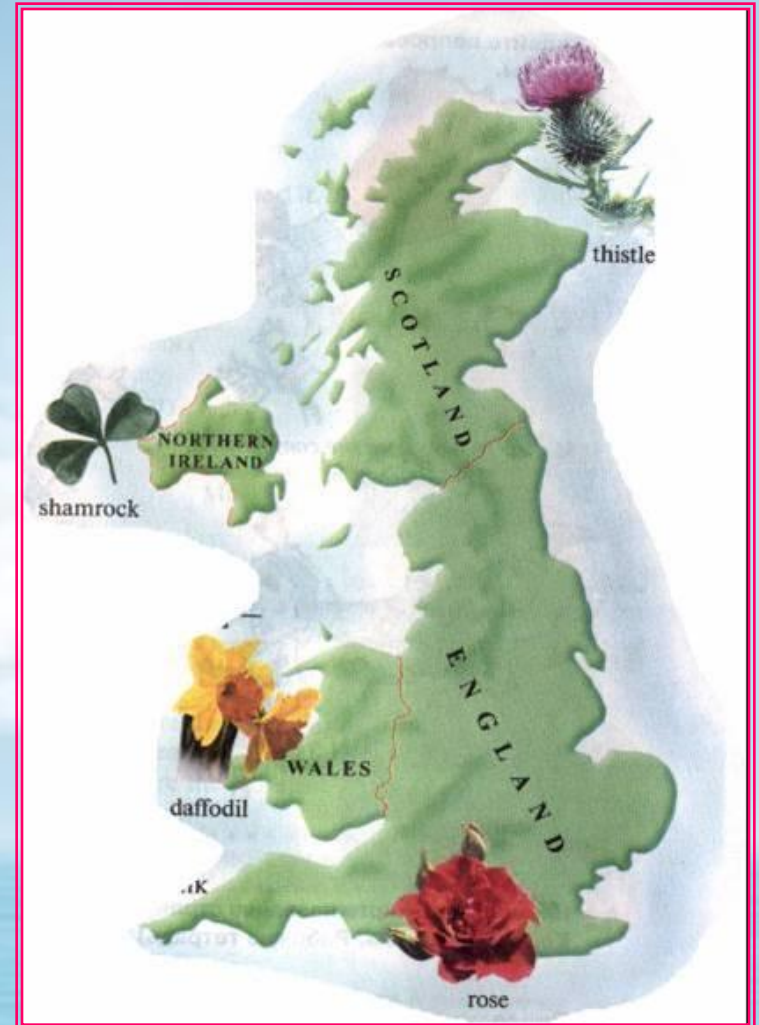 thistle
SCOTLAND
NORTHERN
IRELAND
shamrock
ENGLAND
WALES
daffodil
rose